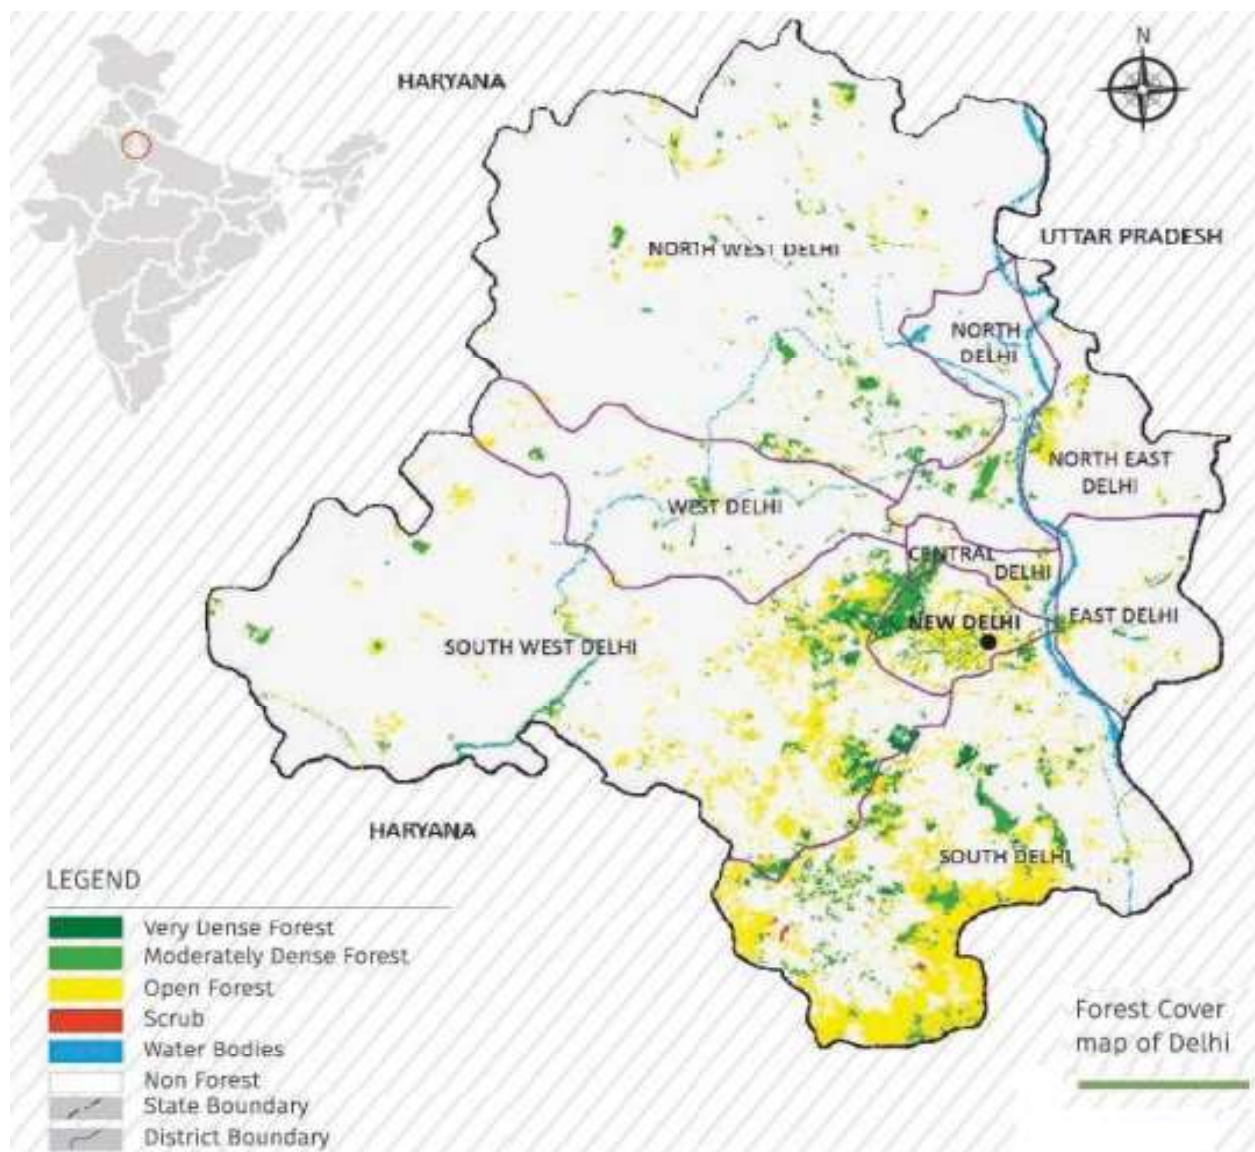 HARYANA
N
UTTAR PRADESH
NORTH WEST DELHI
NORTH
DELHI
NORTH EAST
DELHI
WEST DELHI
CENTRAL
DELHI
NEW DELHI
EAST DELHI
SOUTH WEST DELHI
HARYANA
SOUTH DELHI
LEGEND
Very Dense Forest
Moderately Dense Forest
Open Forest
Scrub
Water Bodies
Non Forest
State Boundary
District Boundary
Forest Cover
map of Delhi